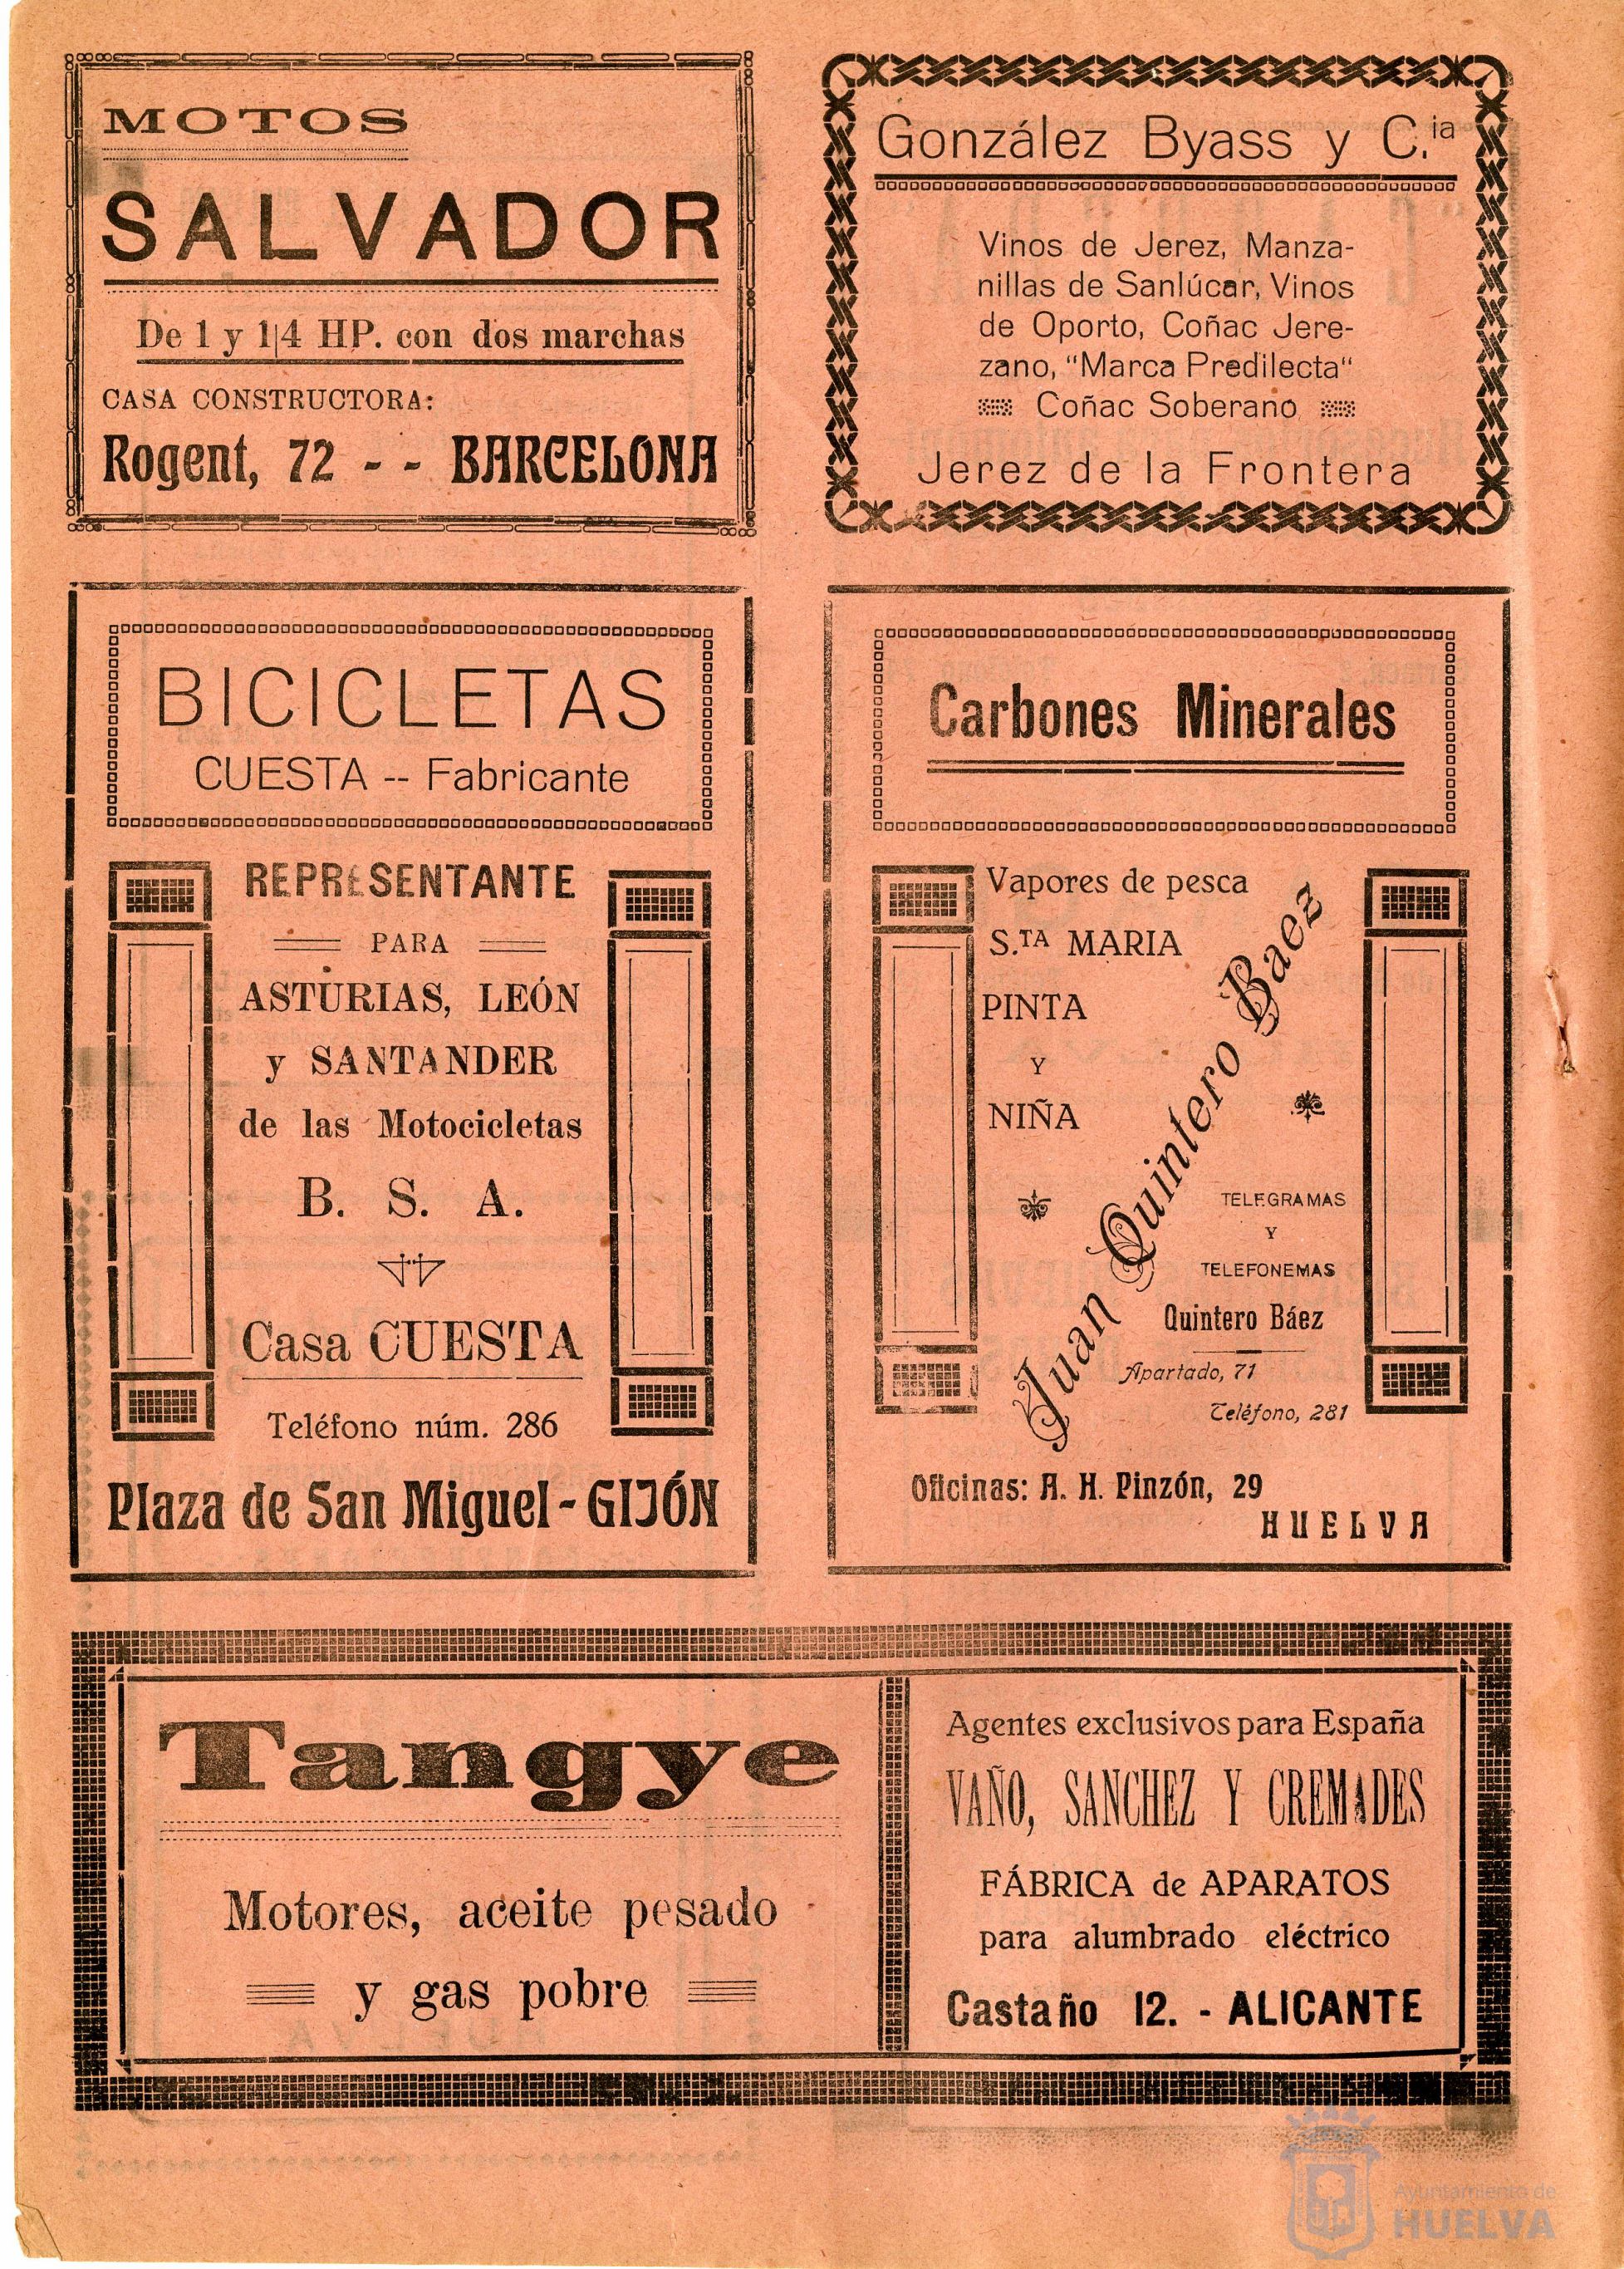 MOTOS
SALVADOR
De 1 y 1|4 HP. con dos marchas
CASA CONSTRUCTORA:
Rogent, 72 - - BARCELONA
González Byass y C.ia
Vinos de Jerez, Manza-
nillas de Sanlúcar, Vinos
de Oporto, Coñac Jere-
zano, "Marca Predilecta"
Coñac Soberano
Jerez de la Frontera
BICICLETAS
CUESTA -- Fabricante
REPRESENTANTE
PARA
ASTURIAS, LEÓN
y SANTANDER
de las Motocicletas
B. S. A.
Casa CUESTA
Teléfono núm. 286
Plaza de San Miguel - GIJÓN
Carbones Minerales
Vapores de pesca
S.TA MARIA
PINTA
Y
NIÑA
Juan Quintero Baez
TELEGRAMAS
Y
TELEFONEMAS
Quintero Báez
Apartado, 71
Teléfono, 281
Oficinas: A. H. Pinzón, 29
HUELVA
Tangye
Motores, aceite pesado
y gas pobre
Agentes exclusivos para España
VAÑO, SANCHEZ Y CREMADES
FÁBRICA de APARATOS
para alumbrado eléctrico
Castaño 12. - ALICANTE
Ayuntamiento de
HUELVA